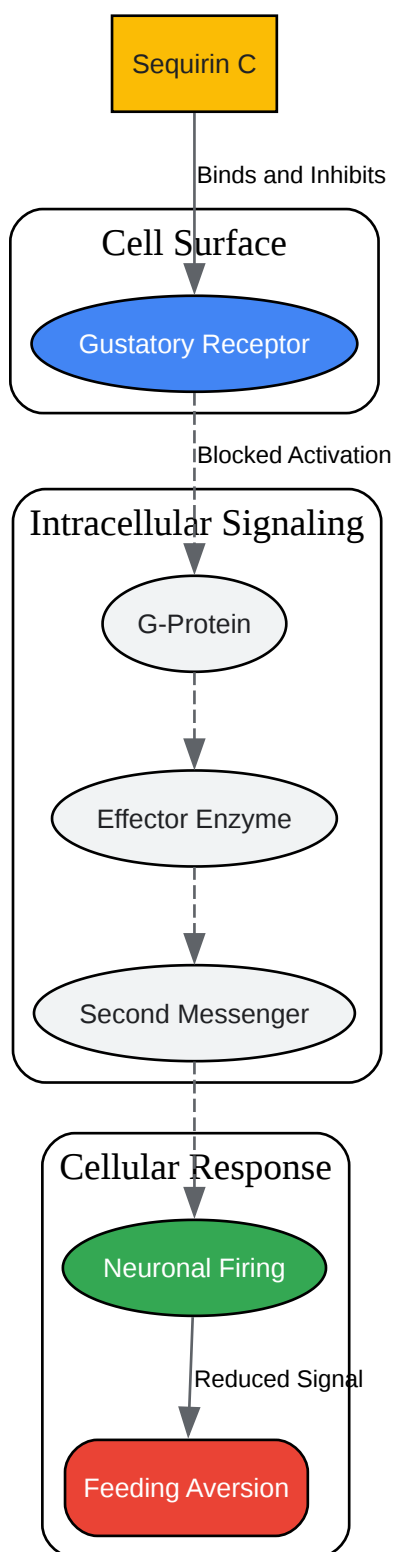 Sequirin C
Binds and Inhibits
Cell Surface
Gustatory Receptor
Blocked Activation
Intracellular Signaling
G-Protein
Effector Enzyme
Second Messenger
Cellular Response
Neuronal Firing
Reduced Signal
Feeding Aversion